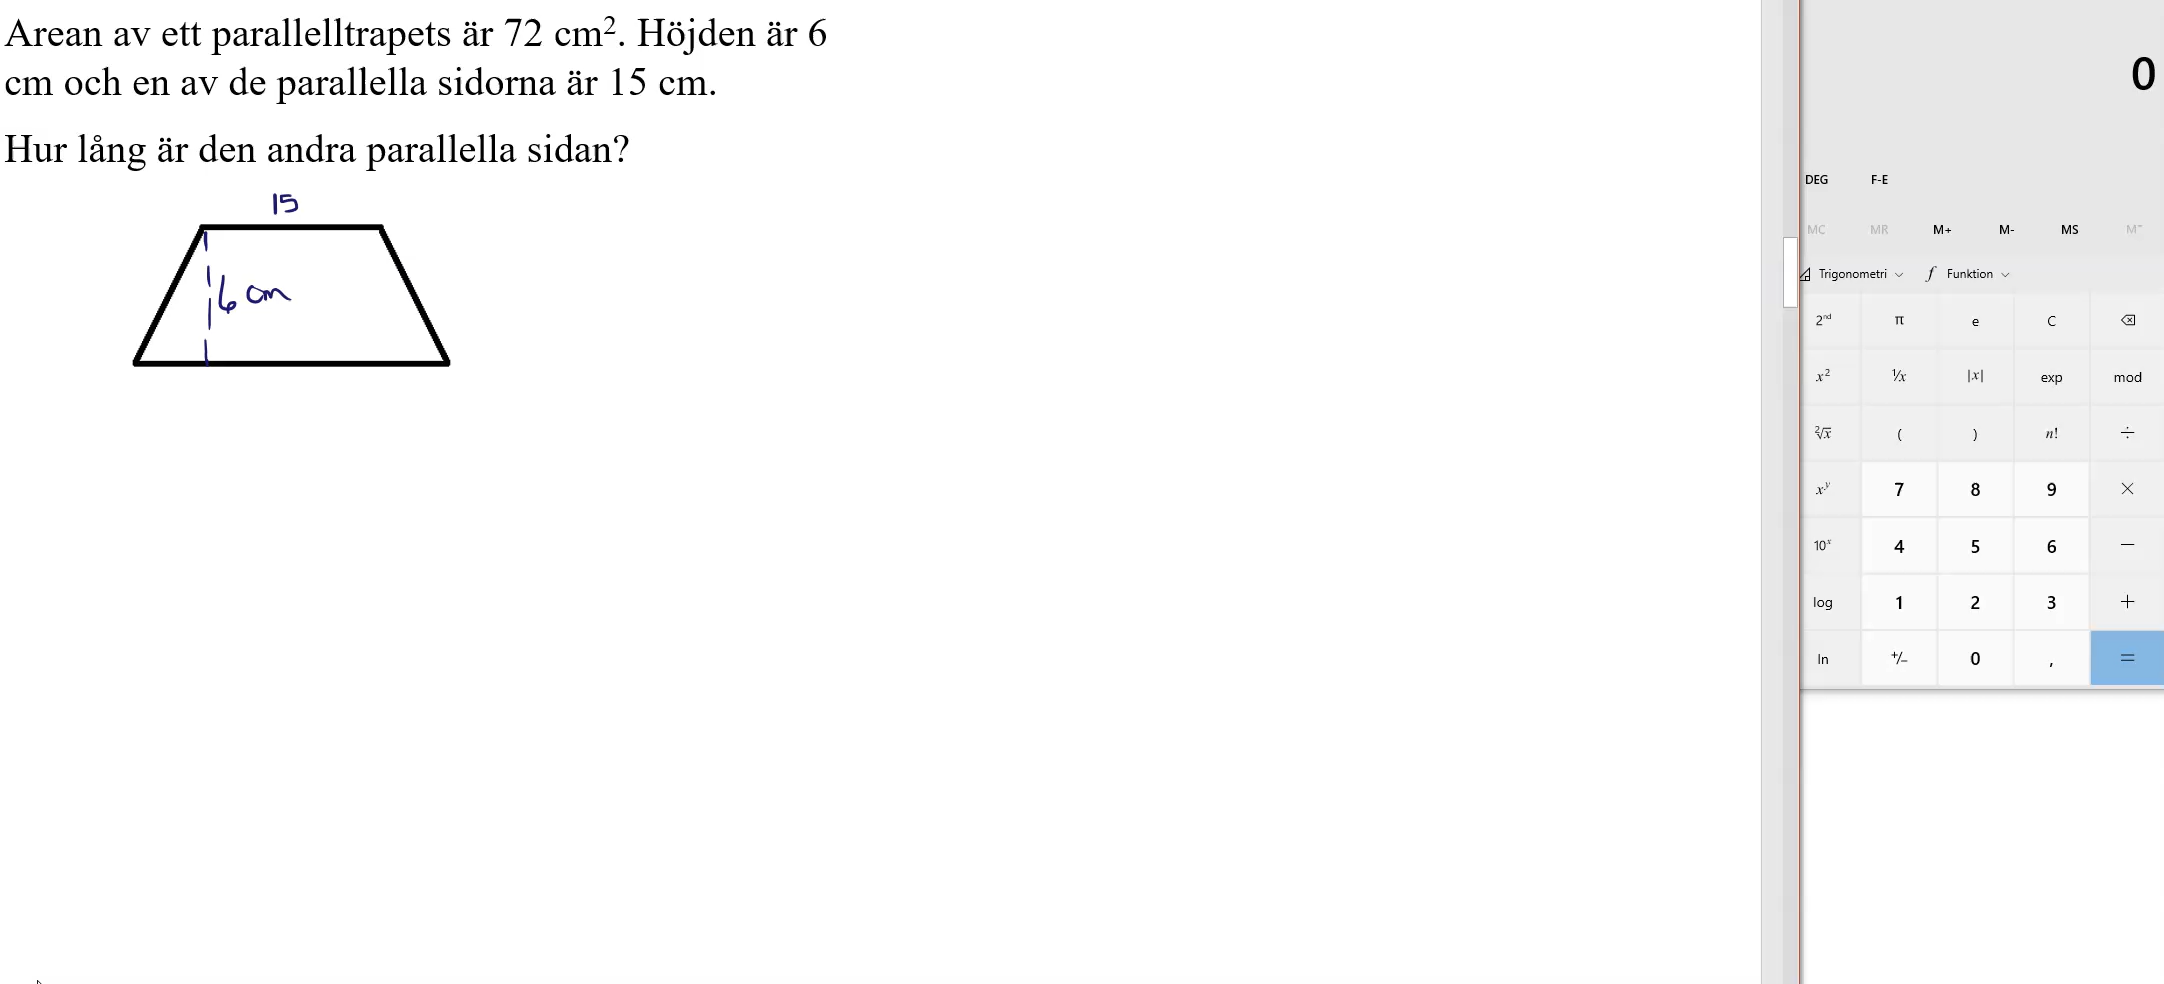 Arean av ett parallelltrapets är 72 cm². Höjden är 6
cm och en av de parallella sidorna är 15 cm.
Hur lång är den andra parallella sidan?
15
6 cm
0
DEG F-E
MC MR M+ M- MS M˅
Trigonometri f Funktion
2ⁿᵈ π e C
x² ¹/x |x| exp mod
²√x ( ) n! ÷
xʸ 7 8 9 ×
10ˣ 4 5 6 −
log 1 2 3 +
ln +/− 0 , =